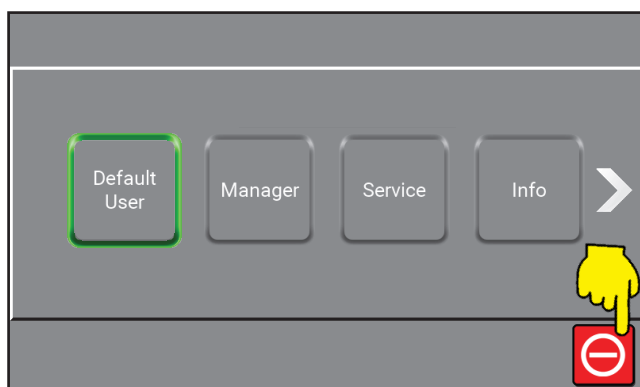 Default
User
Manager
Service
Info